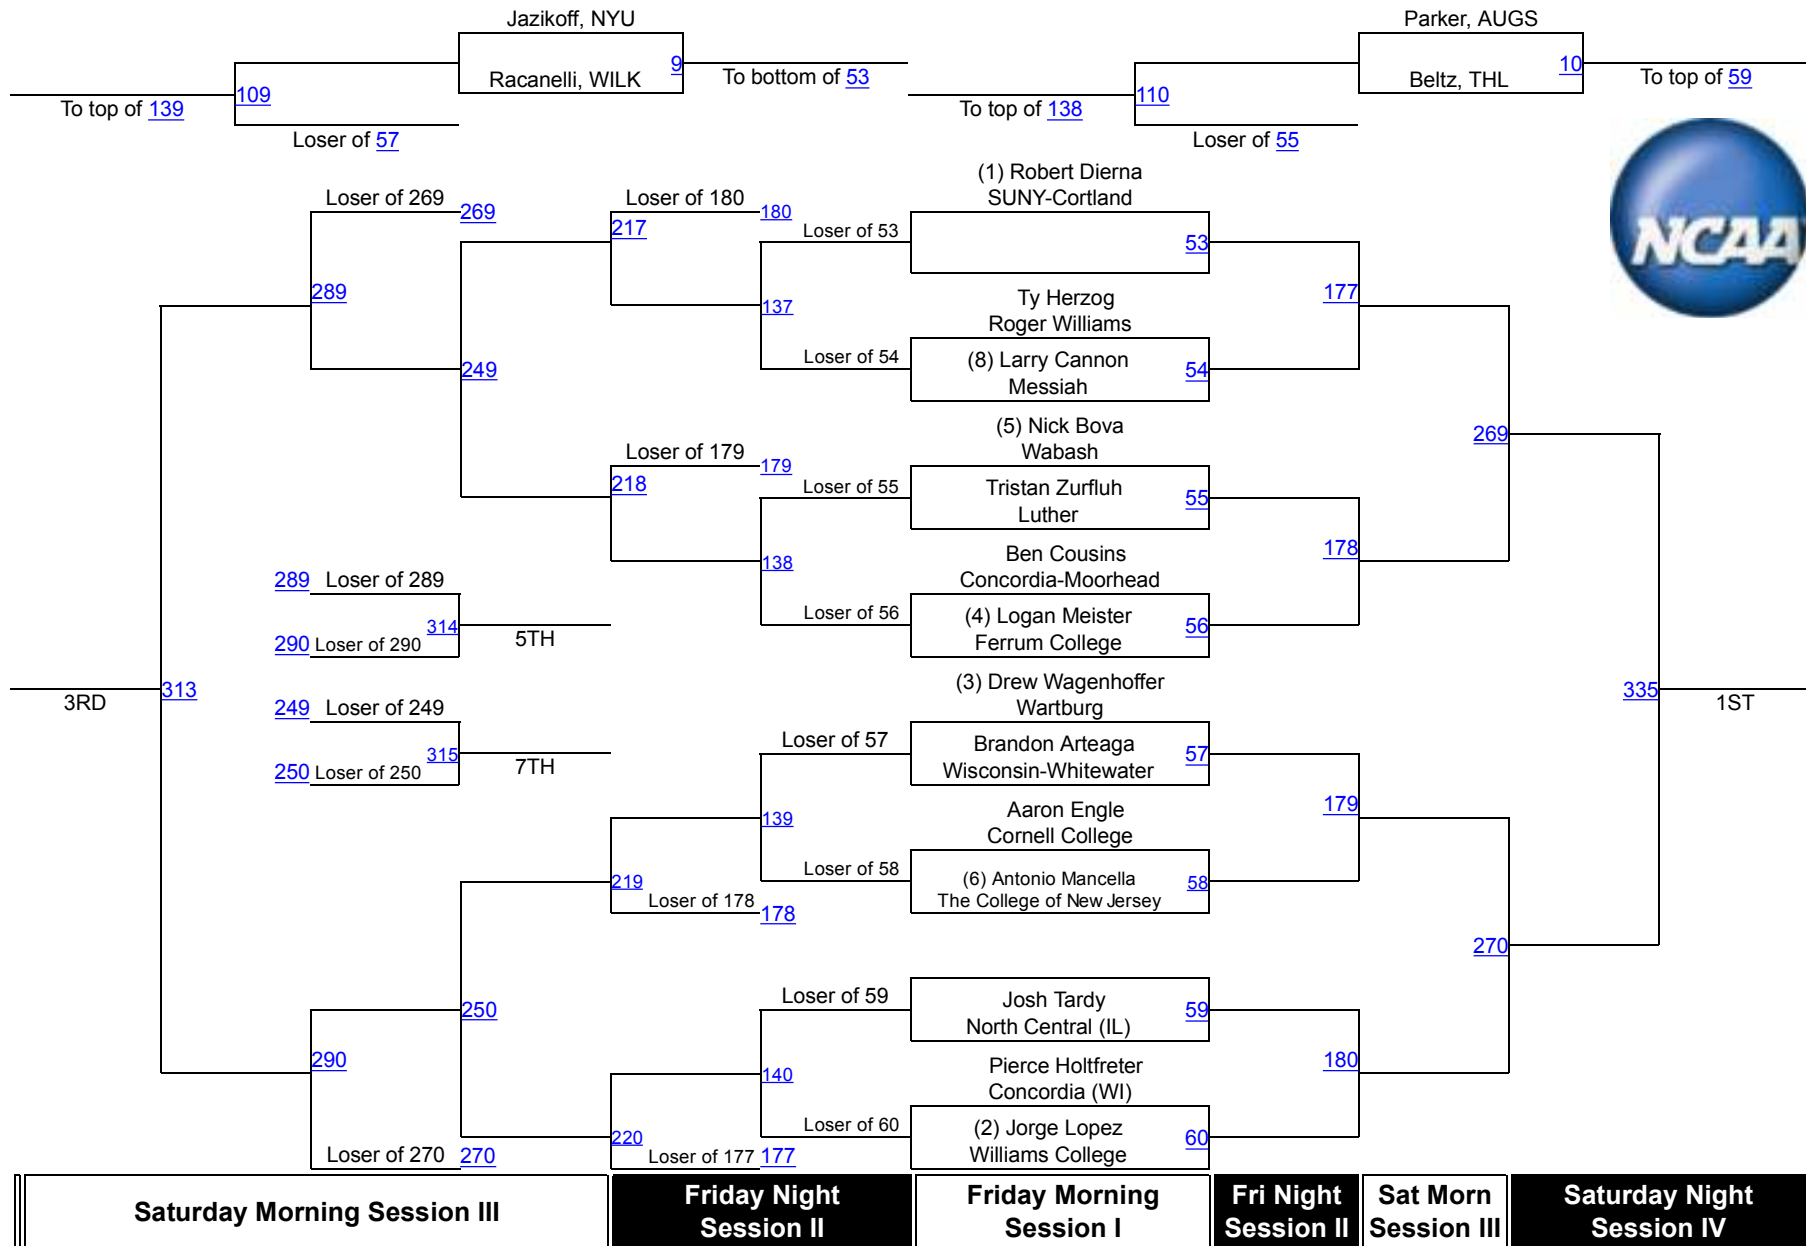 Jazikoff, NYU
Racanelli, WILK
9
To bottom of 53
109
To top of 139
Loser of 57
Parker, AUGS
Beltz, THL
10
To top of 59
110
To top of 138
Loser of 55
NCAA
(1) Robert Dierna
SUNY-Cortland
53
Ty Herzog
Roger Williams
(8) Larry Cannon
Messiah
54
(5) Nick Bova
Wabash
Tristan Zurfluh
Luther
55
Ben Cousins
Concordia-Moorhead
(4) Logan Meister
Ferrum College
56
(3) Drew Wagenhoffer
Wartburg
Brandon Arteaga
Wisconsin-Whitewater
57
Aaron Engle
Cornell College
(6) Antonio Mancella
The College of New Jersey
58
Josh Tardy
North Central (IL)
59
Pierce Holtfreter
Concordia (WI)
(2) Jorge Lopez
Williams College
60
177
178
179
180
269
270
335
1ST
Loser of 53
137
Loser of 54
Loser of 55
138
Loser of 56
Loser of 57
139
Loser of 58
Loser of 59
140
Loser of 60
Loser of 180
180
217
Loser of 179
179
218
219
Loser of 178
178
220
Loser of 177
177
Loser of 269
269
249
289
250
290
Loser of 270
270
289
Loser of 289
314
290
Loser of 290
5TH
249
Loser of 249
315
250
Loser of 250
7TH
313
3RD
Saturday Morning Session III
Friday Night
Session II
Friday Morning
Session I
Fri Night
Session II
Sat Morn
Session III
Saturday Night
Session IV